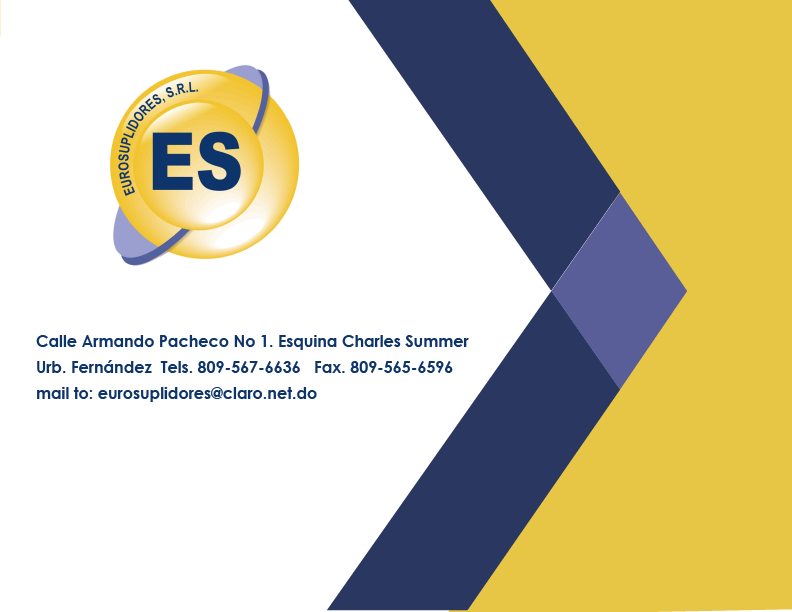 EUROSUPLIDORES, S.R.L.
ES
Calle Armando Pacheco No 1. Esquina Charles Summer
Urb. Fernández  Tels. 809-567-6636   Fax. 809-565-6596
mail to: eurosuplidores@claro.net.do